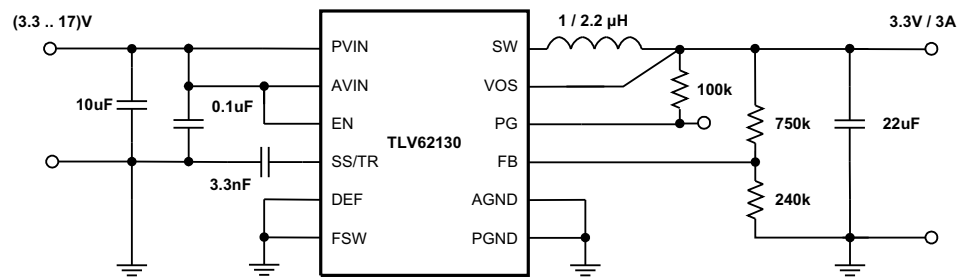 (3.3 .. 17)V
1 / 2.2 µH
3.3V / 3A
PVIN
SW
AVIN
VOS
100k
10uF
0.1uF
EN
PG
750k
22uF
TLV62130
SS/TR
FB
3.3nF
DEF
AGND
240k
FSW
PGND